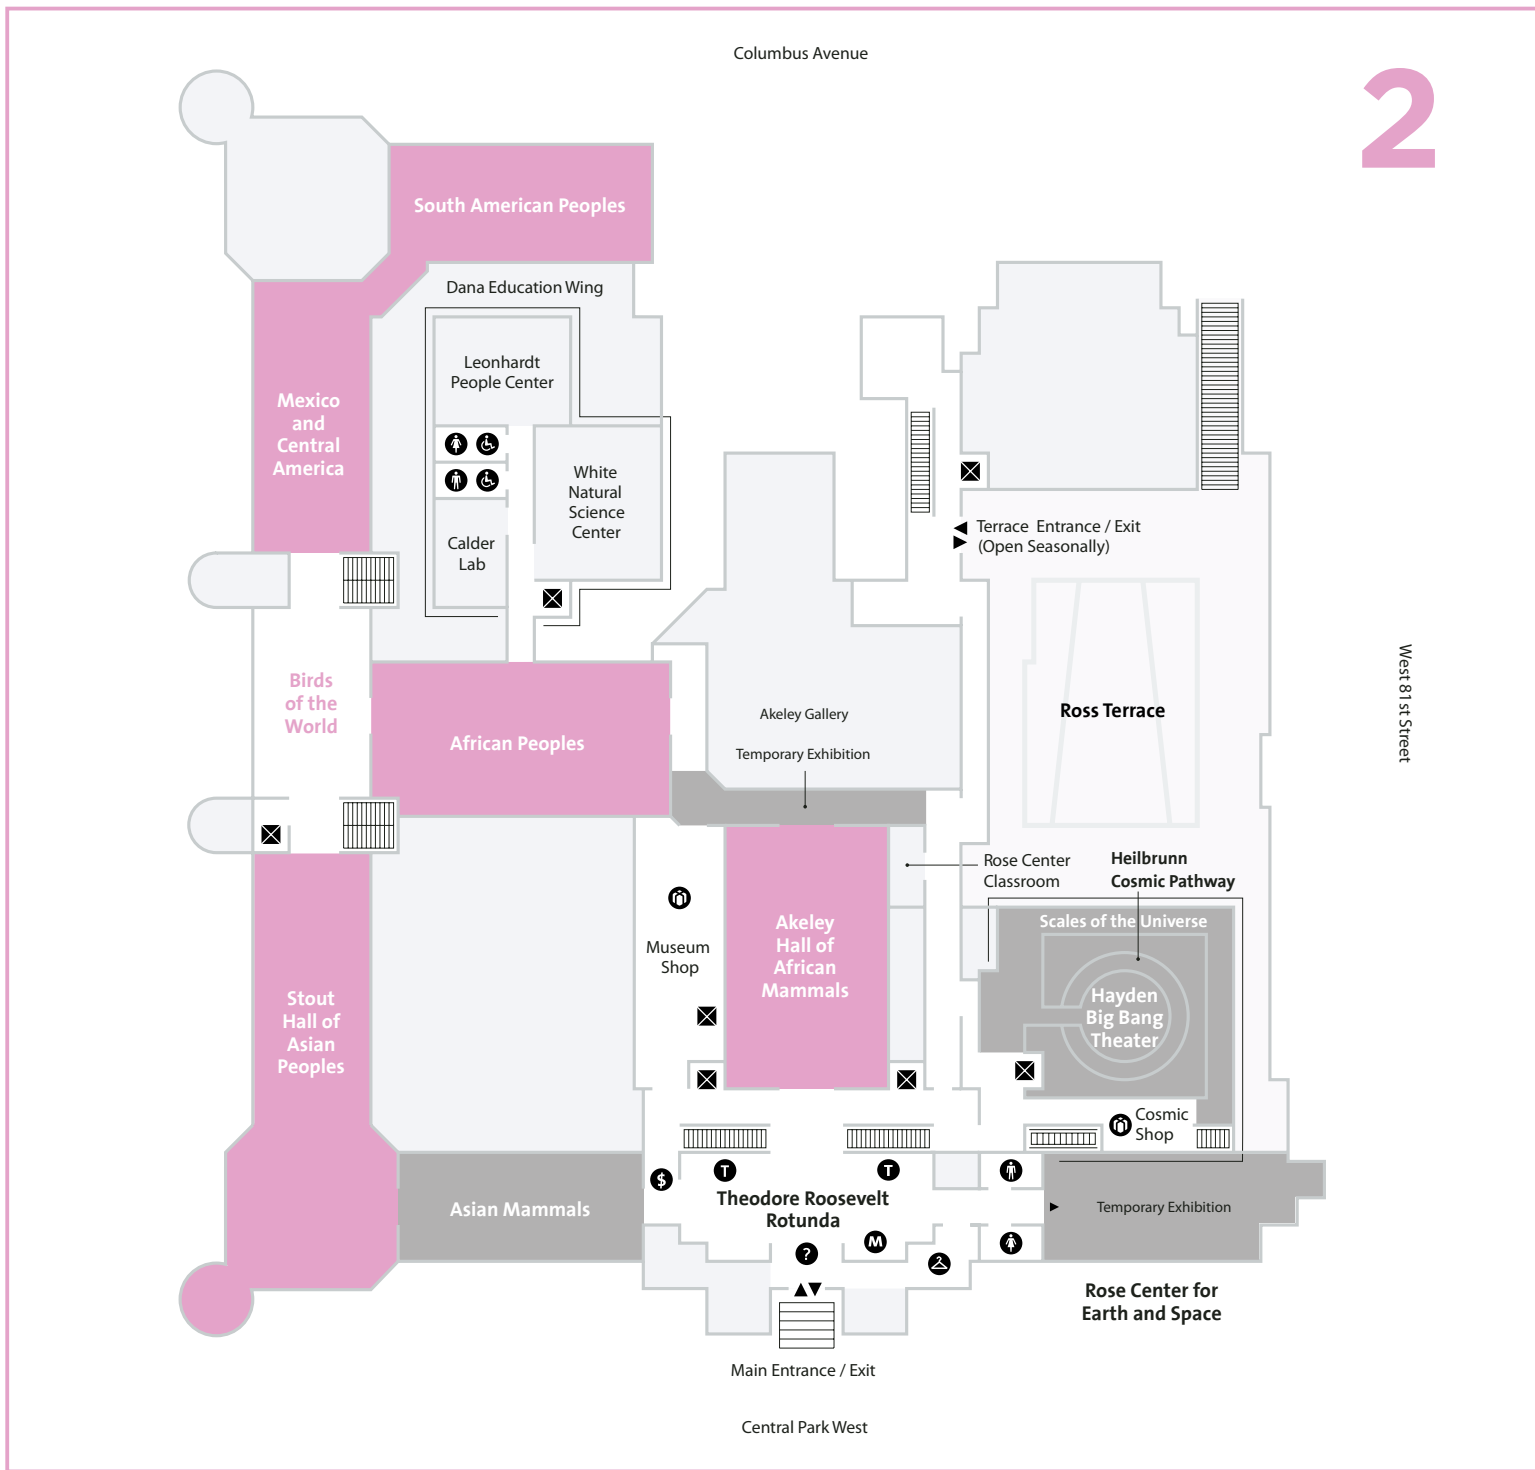 Columbus Avenue
2
South American Peoples
Dana Education Wing
Leonhardt
People Center
Mexico
and
Central
America
White
Natural
Science
Center
Calder
Lab
Terrace Entrance / Exit
(Open Seasonally)
Birds
of the
World
African Peoples
Akeley Gallery
Temporary Exhibition
Ross Terrace
West 81st Street
Rose Center
Classroom
Heilbrunn
Cosmic Pathway
Scales of the Universe
Museum
Shop
Akeley
Hall of
African
Mammals
Hayden
Big Bang
Theater
Stout
Hall of
Asian
Peoples
Cosmic
Shop
$
T
T
Theodore Roosevelt
Rotunda
Asian Mammals
Temporary Exhibition
M
?
Rose Center for
Earth and Space
Main Entrance / Exit
Central Park West